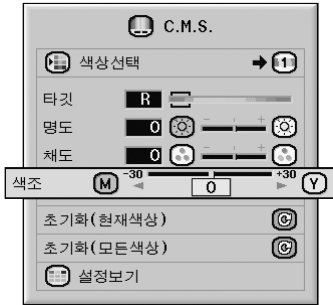 C.M.S.
색상선택 1
타깃 R
명도 0 - +
채도 0 - +
색조 M -30 0 +30 Y
초기화(현재색상)
초기화(모든색상)
설정보기